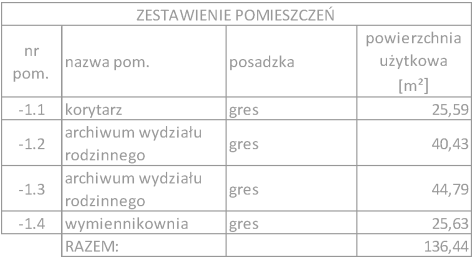 ZESTAWIENIE POMIESZCZEŃ
nr pom. nazwa pom. posadzka powierzchnia użytkowa [m²]
-1.1 korytarz gres 25,59
-1.2 archiwum wydziału rodzinnego gres 40,43
-1.3 archiwum wydziału rodzinnego gres 44,79
-1.4 wymiennikownia gres 25,63
RAZEM: 136,44